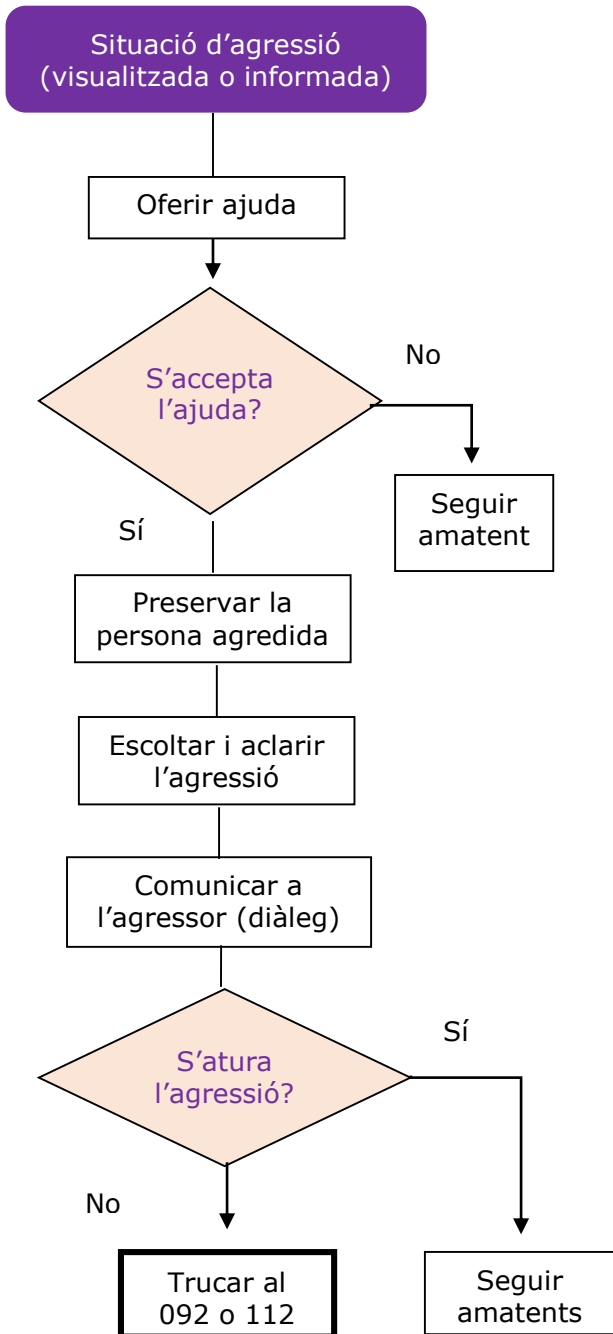 Situació d’agressió
(visualitzada o informada)
Oferir ajuda
S’accepta
l’ajuda?
No
Seguir
amatent
Sí
Preservar la
persona agredida
Escoltar i aclarir
l’agressió
Comunicar a
l’agressor (diàleg)
S’atura
l’agressió?
Sí
No
Trucar al
092 o 112
Seguir
amatents